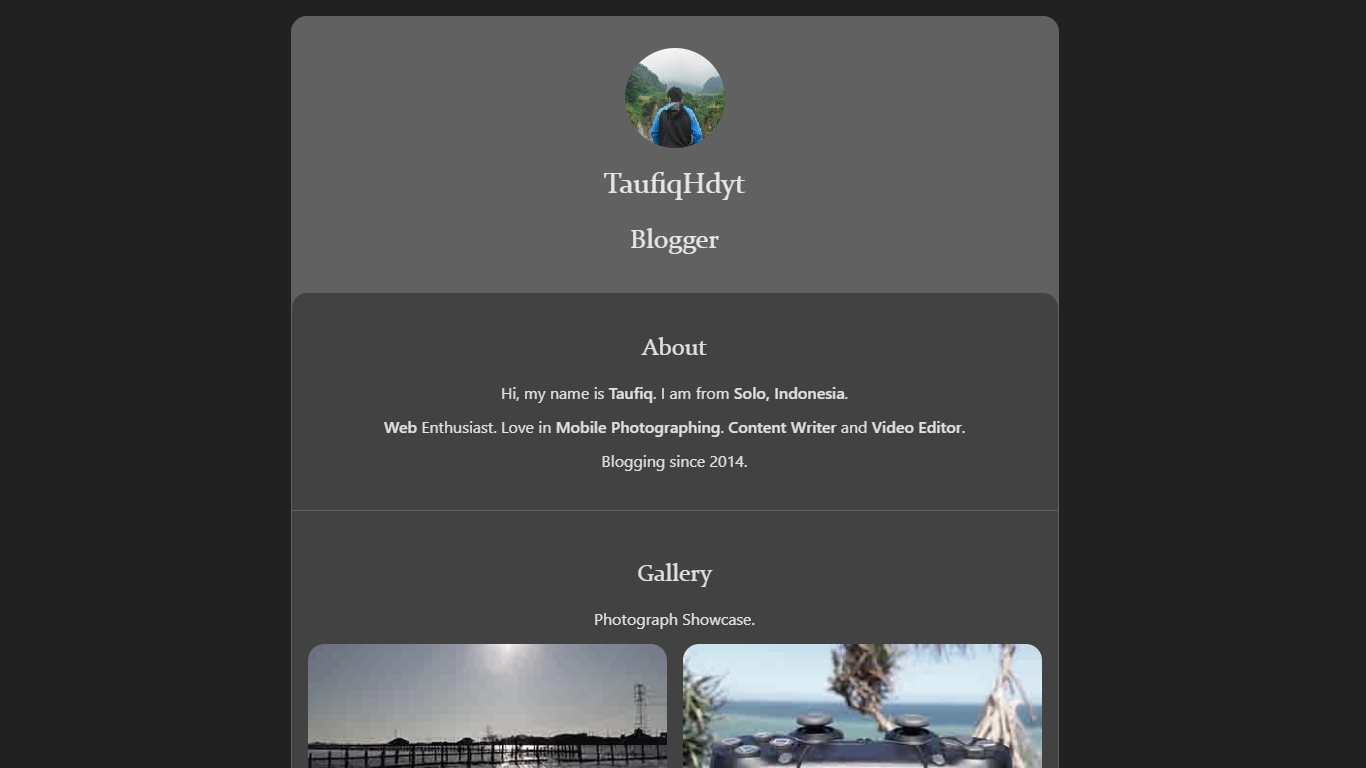 TaufiqHdyt
Blogger
About
Hi, my name is Taufiq. I am from Solo, Indonesia.
Web Enthusiast. Love in Mobile Photographing. Content Writer and Video Editor.
Blogging since 2014.
Gallery
Photograph Showcase.